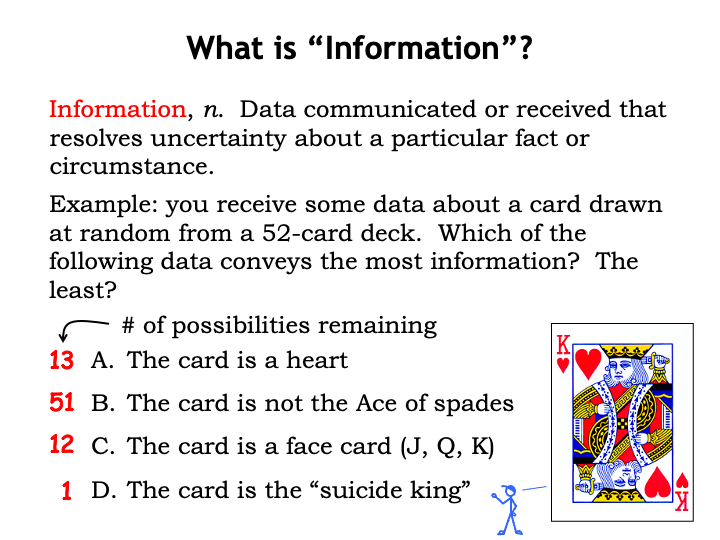 What is “Information”?
Information, n.  Data communicated or received that
resolves uncertainty about a particular fact or
circumstance.
Example: you receive some data about a card drawn
at random from a 52-card deck.  Which of the
following data conveys the most information?  The
least?
# of possibilities remaining
13 A. The card is a heart
51 B. The card is not the Ace of spades
12 C. The card is a face card (J, Q, K)
1 D. The card is the “suicide king”
K
K